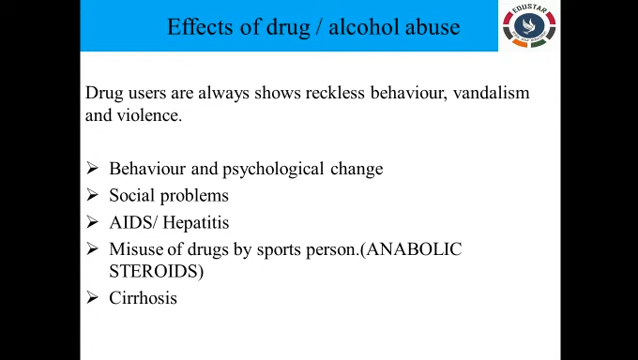 Effects of drug / alcohol abuse
EDUSTAR
Drug users are always shows reckless behaviour, vandalism
and violence.
➢ Behaviour and psychological change
➢ Social problems
➢ AIDS/ Hepatitis
➢ Misuse of drugs by sports person.(ANABOLIC
STEROIDS)
➢ Cirrhosis